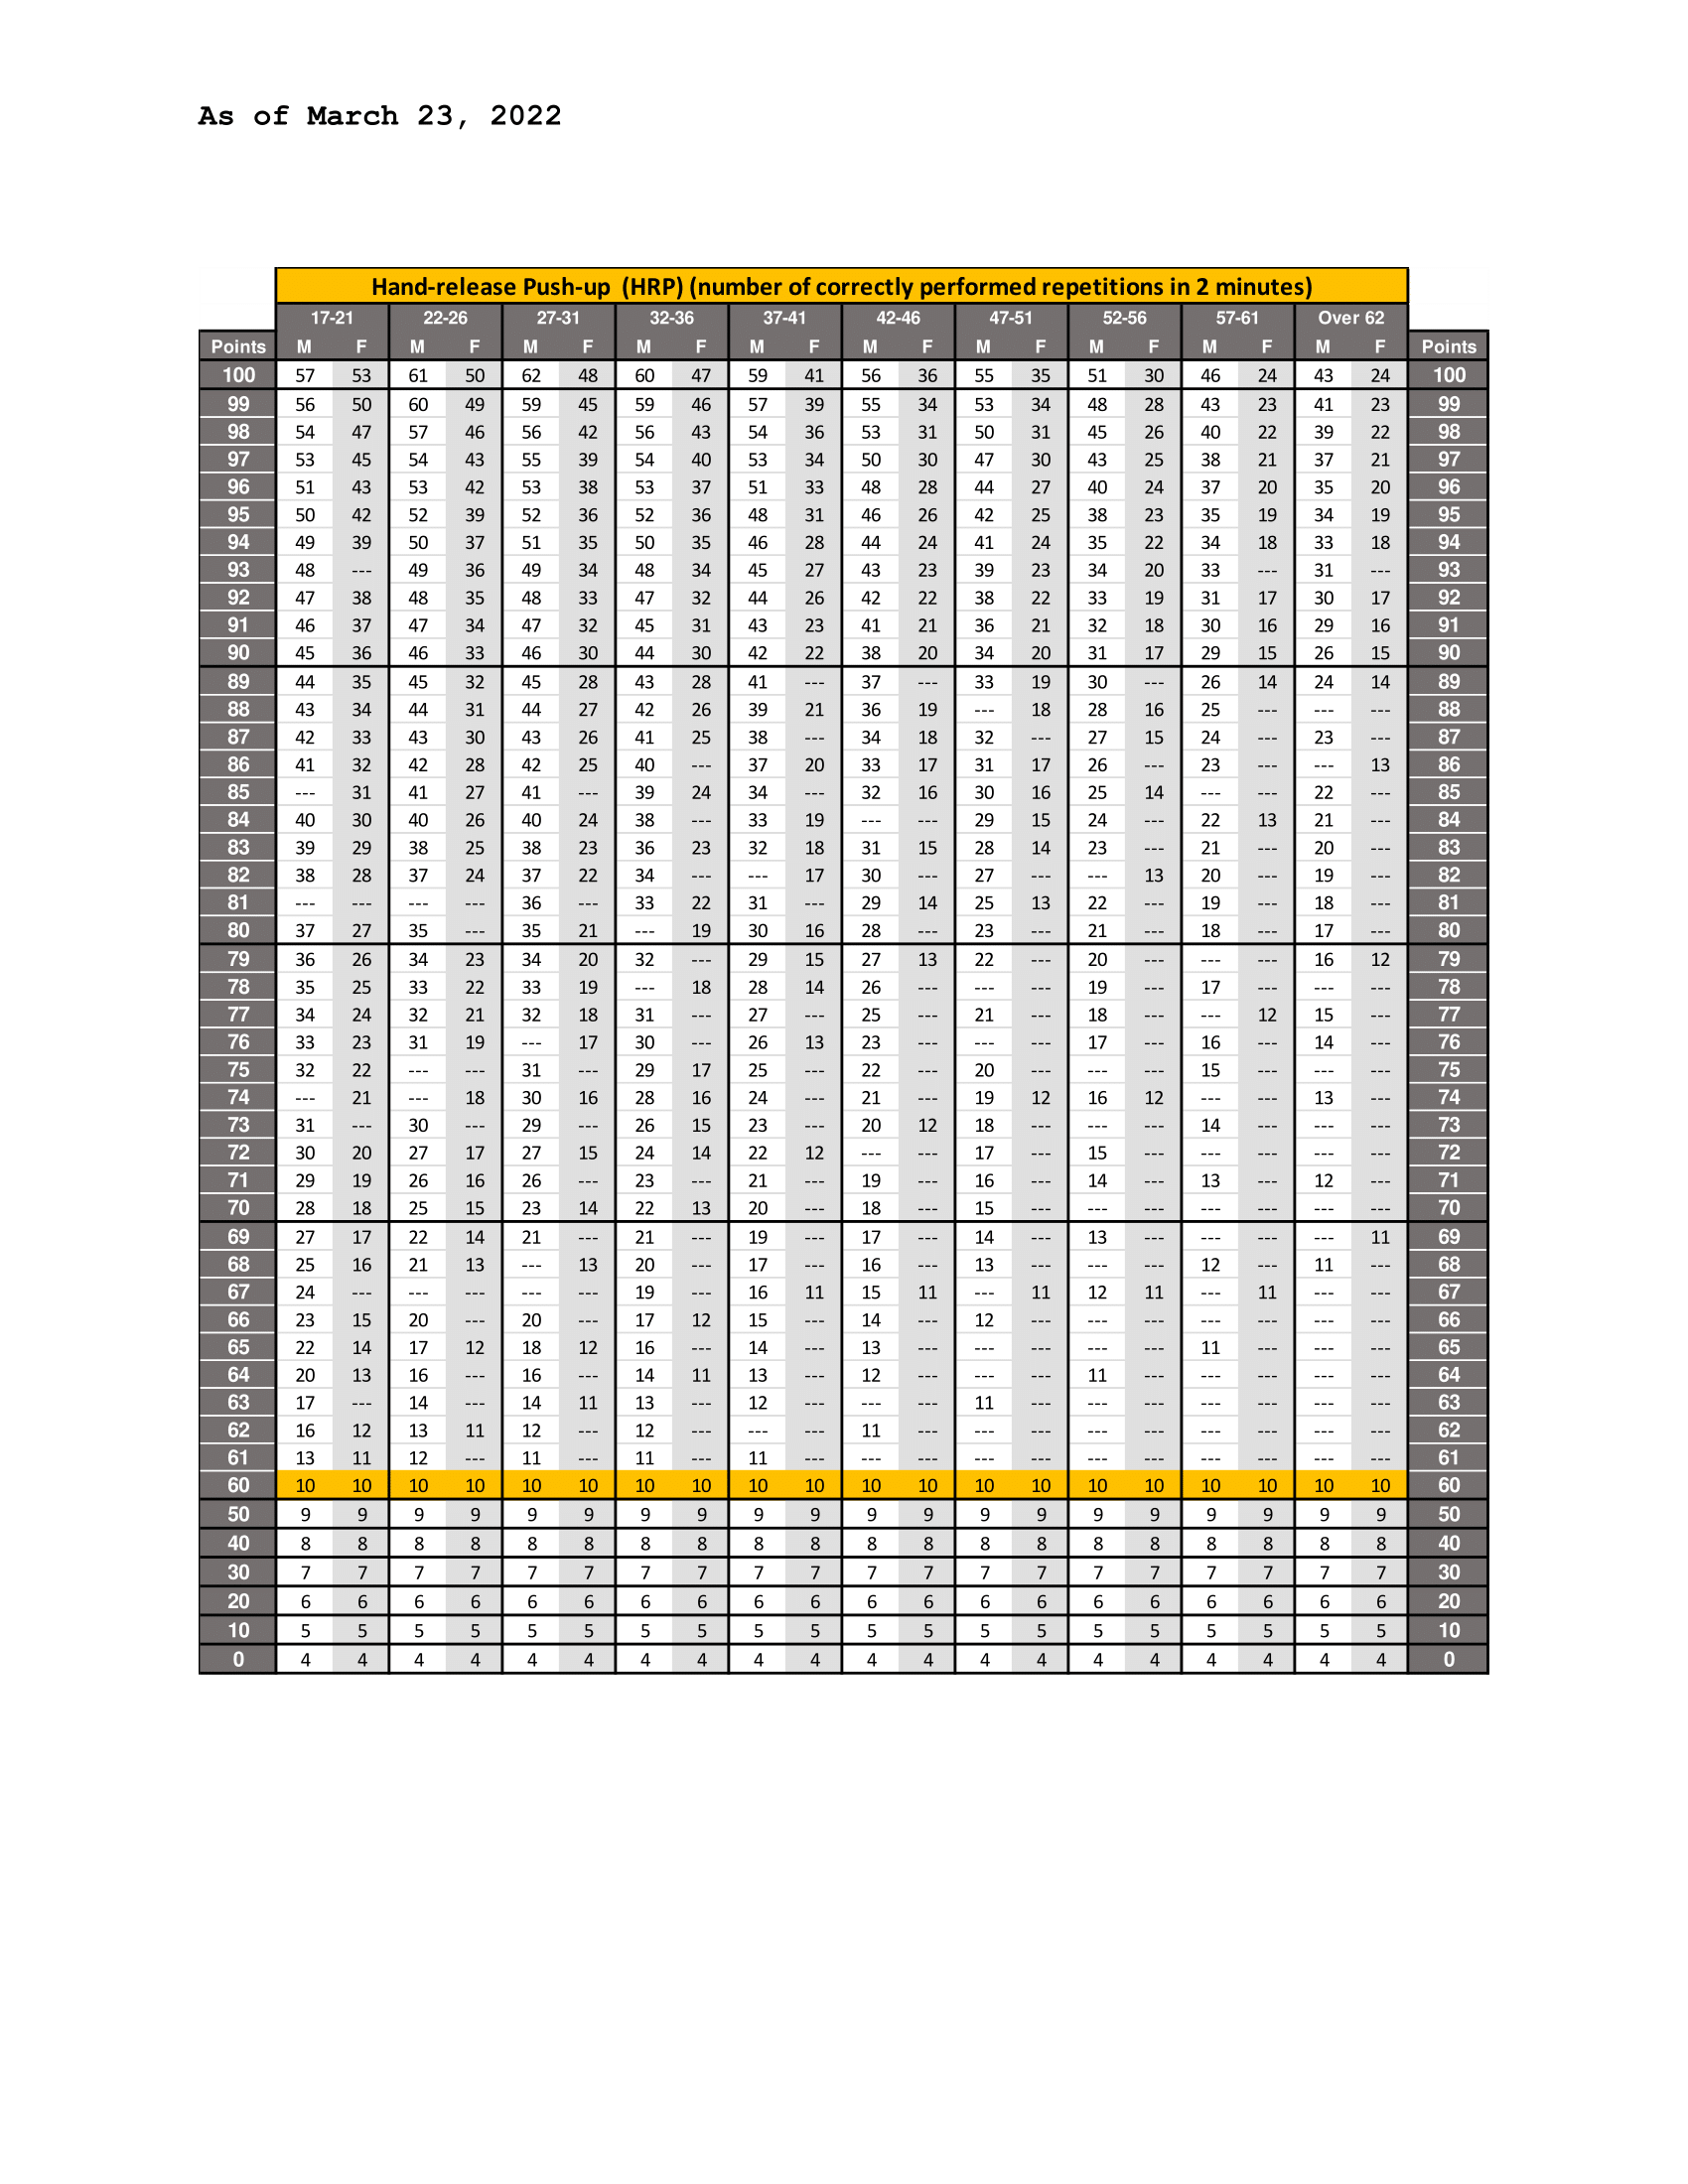 As of March 23, 2022
Hand-release Push-up (HRP) (number of correctly performed repetitions in 2 minutes)
17-21 22-26 27-31 32-36 37-41 42-46 47-51 52-56 57-61 Over 62
Points M F M F M F M F M F M F M F M F M F M F Points
100 57 53 61 50 62 48 60 47 59 41 56 36 55 35 51 30 46 24 43 24 100
99 56 50 60 49 59 45 59 46 57 39 55 34 53 34 48 28 43 23 41 23 99
98 54 47 57 46 56 42 56 43 54 36 53 31 50 31 45 26 40 22 39 22 98
97 53 45 54 43 55 39 54 40 53 34 50 30 47 30 43 25 38 21 37 21 97
96 51 43 53 42 53 38 53 37 51 33 48 28 44 27 40 24 37 20 35 20 96
95 50 42 52 39 52 36 52 36 48 31 46 26 42 25 38 23 35 19 34 19 95
94 49 39 50 37 51 35 50 35 46 28 44 24 41 24 35 22 34 18 33 18 94
93 48 --- 49 36 49 34 48 34 45 27 43 23 39 23 34 20 33 --- 31 --- 93
92 47 38 48 35 48 33 47 32 44 26 42 22 38 22 33 19 31 17 30 17 92
91 46 37 47 34 47 32 45 31 43 23 41 21 36 21 32 18 30 16 29 16 91
90 45 36 46 33 46 30 44 30 42 22 38 20 34 20 31 17 29 15 26 15 90
89 44 35 45 32 45 28 43 28 41 --- 37 --- 33 19 30 --- 26 14 24 14 89
88 43 34 44 31 44 27 42 26 39 21 36 19 --- 18 28 16 25 --- --- --- 88
87 42 33 43 30 43 26 41 25 38 --- 34 18 32 --- 27 15 24 --- 23 --- 87
86 41 32 42 28 42 25 40 --- 37 20 33 17 31 17 26 --- 23 --- --- 13 86
85 --- 31 41 27 41 --- 39 24 34 --- 32 16 30 16 25 14 --- --- 22 --- 85
84 40 30 40 26 40 24 38 --- 33 19 --- --- 29 15 24 --- 22 13 21 --- 84
83 39 29 38 25 38 23 36 23 32 18 31 15 28 14 23 --- 21 --- 20 --- 83
82 38 28 37 24 37 22 34 --- --- 17 30 --- 27 --- --- 13 20 --- 19 --- 82
81 --- --- --- --- 36 --- 33 22 31 --- 29 14 25 13 22 --- 19 --- 18 --- 81
80 37 27 35 --- 35 21 --- 19 30 16 28 --- 23 --- 21 --- 18 --- 17 --- 80
79 36 26 34 23 34 20 32 --- 29 15 27 13 22 --- 20 --- --- --- 16 12 79
78 35 25 33 22 33 19 --- 18 28 14 26 --- --- --- 19 --- 17 --- --- --- 78
77 34 24 32 21 32 18 31 --- 27 --- 25 --- 21 --- 18 --- --- 12 15 --- 77
76 33 23 31 19 --- 17 30 --- 26 13 23 --- --- --- 17 --- 16 --- 14 --- 76
75 32 22 --- --- 31 --- 29 17 25 --- 22 --- 20 --- --- --- 15 --- --- --- 75
74 --- 21 --- 18 30 16 28 16 24 --- 21 --- 19 12 16 12 --- --- 13 --- 74
73 31 --- 30 --- 29 --- 26 15 23 --- 20 12 18 --- --- --- 14 --- --- --- 73
72 30 20 27 17 27 15 24 14 22 12 --- --- 17 --- 15 --- --- --- --- --- 72
71 29 19 26 16 26 --- 23 --- 21 --- 19 --- 16 --- 14 --- 13 --- 12 --- 71
70 28 18 25 15 23 14 22 13 20 --- 18 --- 15 --- --- --- --- --- --- --- 70
69 27 17 22 14 21 --- 21 --- 19 --- 17 --- 14 --- 13 --- --- --- --- 11 69
68 25 16 21 13 --- 13 20 --- 17 --- 16 --- 13 --- --- --- 12 --- 11 --- 68
67 24 --- --- --- --- --- 19 --- 16 11 15 11 --- 11 12 11 --- 11 --- --- 67
66 23 15 20 --- 20 --- 17 12 15 --- 14 --- 12 --- --- --- --- --- --- --- 66
65 22 14 17 12 18 12 16 --- 14 --- 13 --- --- --- --- --- 11 --- --- --- 65
64 20 13 16 --- 16 --- 14 11 13 --- 12 --- --- --- 11 --- --- --- --- --- 64
63 17 --- 14 --- 14 11 13 --- 12 --- --- --- 11 --- --- --- --- --- --- --- 63
62 16 12 13 11 12 --- 12 --- --- --- 11 --- --- --- --- --- --- --- --- --- 62
61 13 11 12 --- 11 --- 11 --- 11 --- --- --- --- --- --- --- --- --- --- --- 61
60 10 10 10 10 10 10 10 10 10 10 10 10 10 10 10 10 10 10 10 10 60
50 9 9 9 9 9 9 9 9 9 9 9 9 9 9 9 9 9 9 9 9 50
40 8 8 8 8 8 8 8 8 8 8 8 8 8 8 8 8 8 8 8 8 40
30 7 7 7 7 7 7 7 7 7 7 7 7 7 7 7 7 7 7 7 7 30
20 6 6 6 6 6 6 6 6 6 6 6 6 6 6 6 6 6 6 6 6 20
10 5 5 5 5 5 5 5 5 5 5 5 5 5 5 5 5 5 5 5 5 10
0 4 4 4 4 4 4 4 4 4 4 4 4 4 4 4 4 4 4 4 4 0